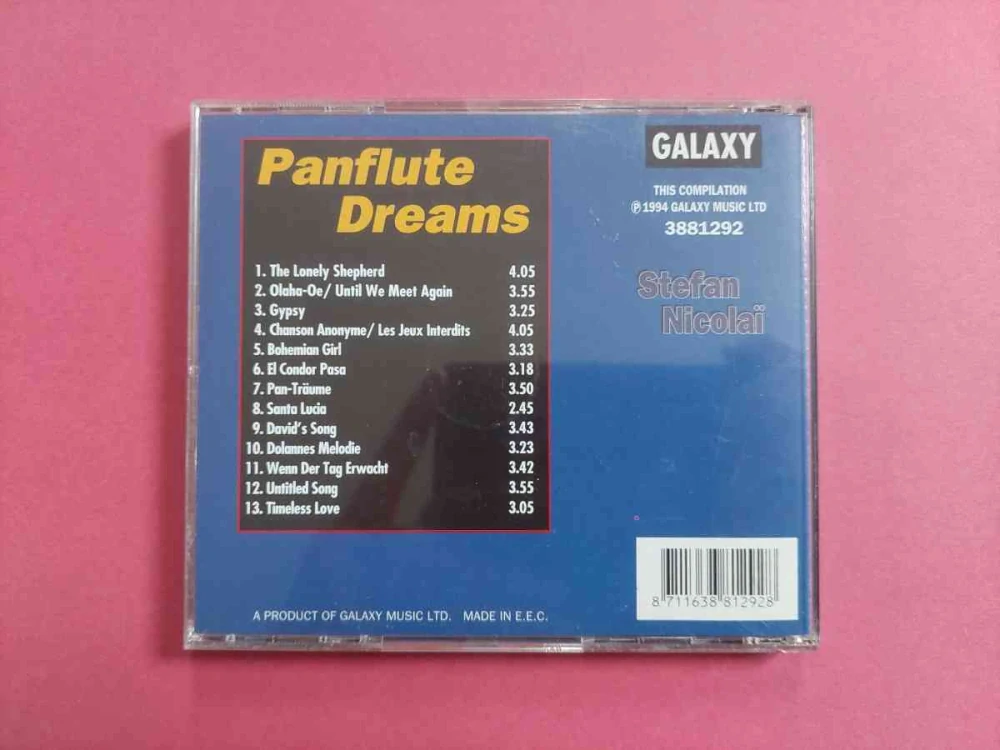 Panflute
Dreams
1. The Lonely Shepherd 4.05
2. Olaha-Oe/ Until We Meet Again 3.55
3. Gypsy 3.25
4. Chanson Anonyme/ Les Jeux Interdits 4.05
5. Bohemian Girl 3.33
6. El Condor Pasa 3.18
7. Pan-Träume 3.50
8. Santa Lucia 2.45
9. David's Song 3.43
10. Dolannes Melodie 3.23
11. Wenn Der Tag Erwacht 3.42
12. Untitled Song 3.55
13. Timeless Love 3.05
GALAXY
THIS COMPILATION
℗ 1994 GALAXY MUSIC LTD
3881292
Stefan
Nicolaï
8 711638 812928
A PRODUCT OF GALAXY MUSIC LTD. MADE IN E.E.C.